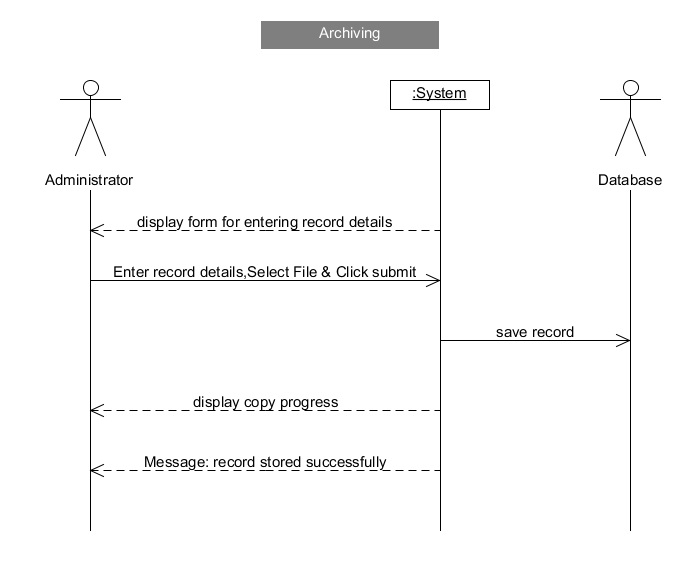 Archiving
:System
Administrator
Database
display form for entering record details
Enter record details,Select File & Click submit
save record
display copy progress
Message: record stored successfully